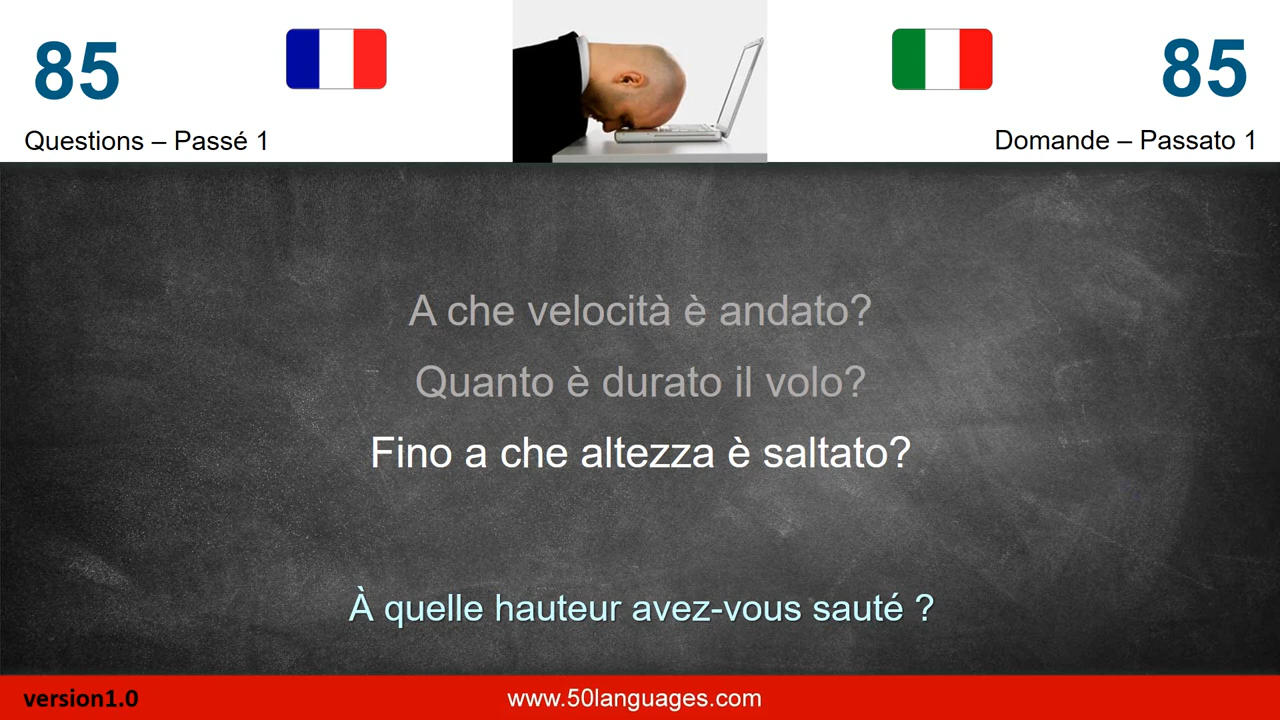 85
85
Questions – Passé 1
Domande – Passato 1
A che velocità è andato?
Quanto è durato il volo?
Fino a che altezza è saltato?
À quelle hauteur avez-vous sauté ?
version1.0
www.50languages.com